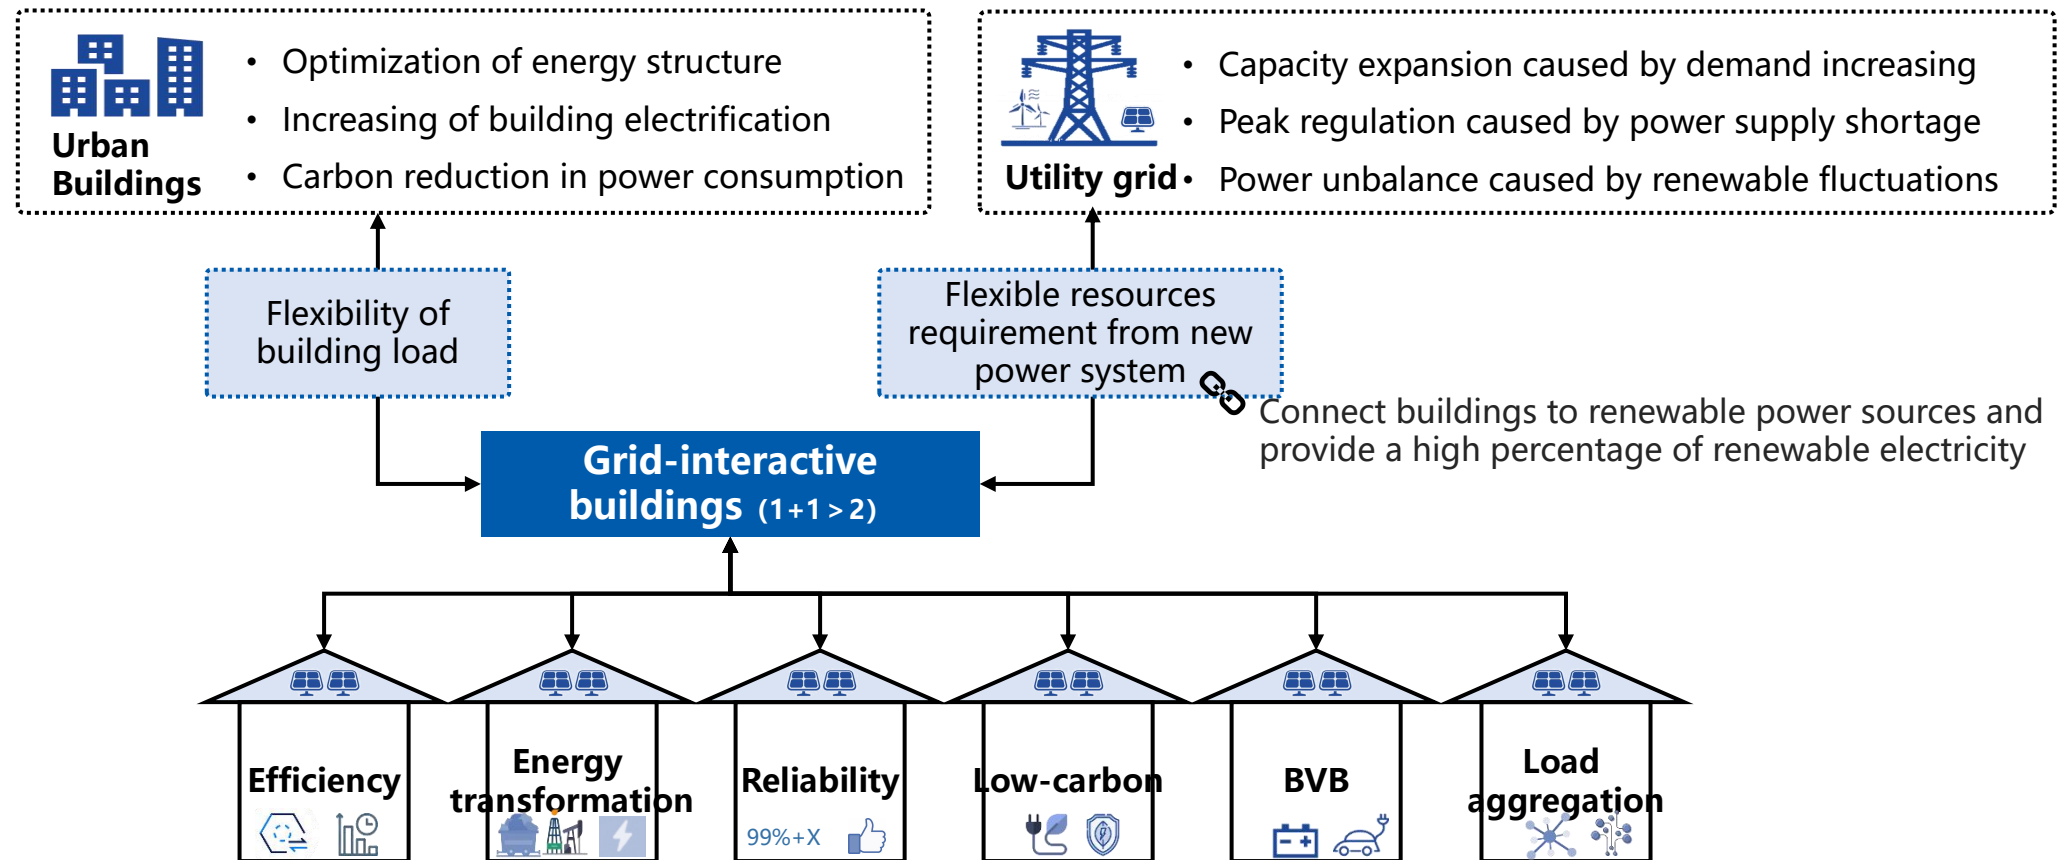 Urban
Buildings
• Optimization of energy structure
• Increasing of building electrification
• Carbon reduction in power consumption
Utility grid
• Capacity expansion caused by demand increasing
• Peak regulation caused by power supply shortage
• Power unbalance caused by renewable fluctuations
Flexibility of
building load
Flexible resources
requirement from new
power system
Connect buildings to renewable power sources and
provide a high percentage of renewable electricity
Grid-interactive
buildings (1+1>2)
Efficiency
Energy
transformation
Reliability
99%+X
Low-carbon
BVB
Load
aggregation